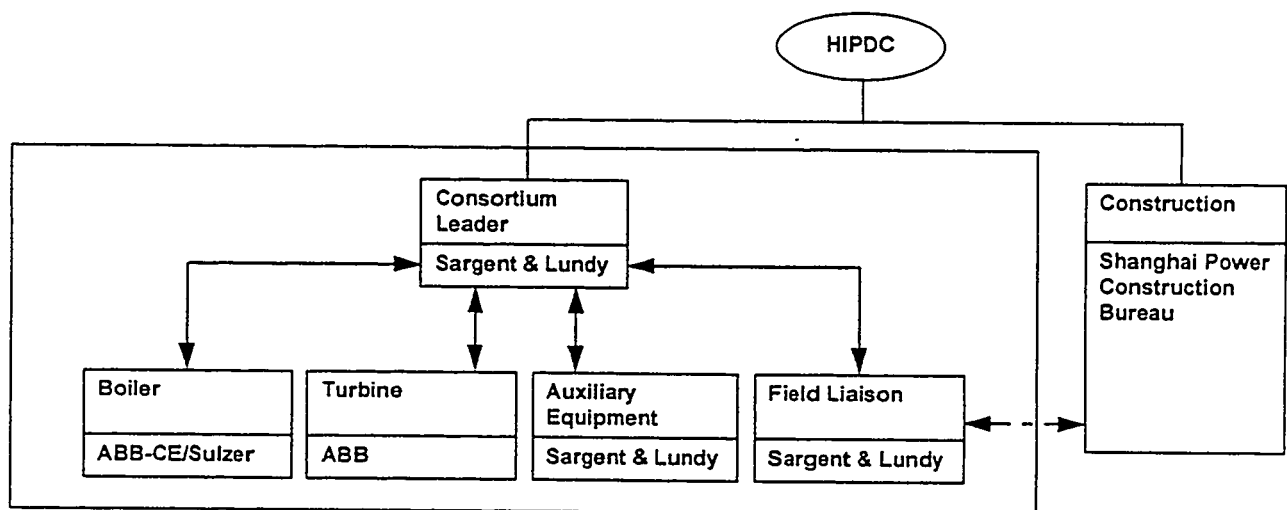 HIPDC
Consortium
Leader
Sargent & Lundy
Construction
Shanghai Power
Construction
Bureau
Boiler
ABB-CE/Sulzer
Turbine
ABB
Auxiliary
Equipment
Sargent & Lundy
Field Liaison
Sargent & Lundy